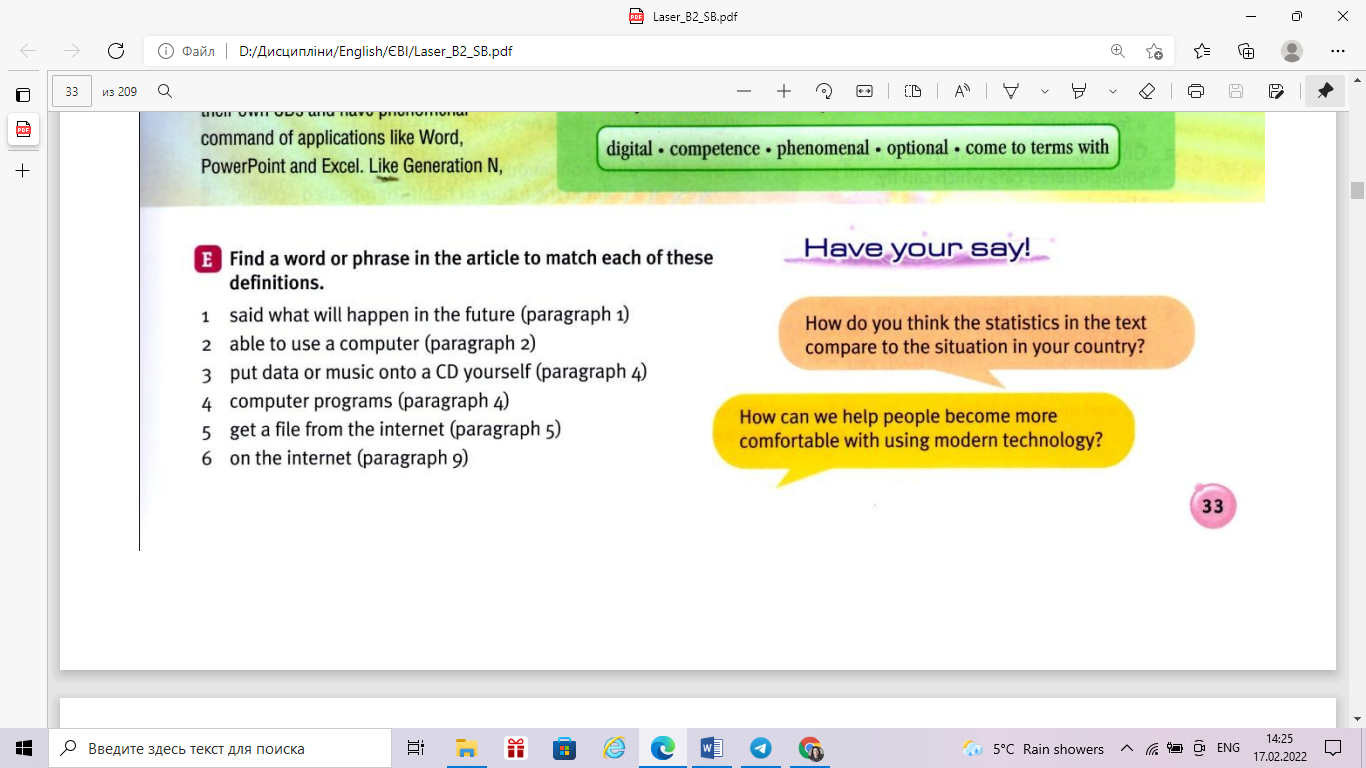 Laser_B2_SB.pdf
Файл
D:/Дисципліни/English/ЄВІ/Laser_B2_SB.pdf
33
из 209
their own CDs and have phenomenal
command of applications like Word,
PowerPoint and Excel. Like Generation N,
digital • competence • phenomenal • optional • come to terms with
E Find a word or phrase in the article to match each of these
definitions.
1 said what will happen in the future (paragraph 1)
2 able to use a computer (paragraph 2)
3 put data or music onto a CD yourself (paragraph 4)
4 computer programs (paragraph 4)
5 get a file from the internet (paragraph 5)
6 on the internet (paragraph 9)
Have your say!
How do you think the statistics in the text
compare to the situation in your country?
How can we help people become more
comfortable with using modern technology?
33
Введите здесь текст для поиска
5°C Rain showers
ENG
14:25
17.02.2022